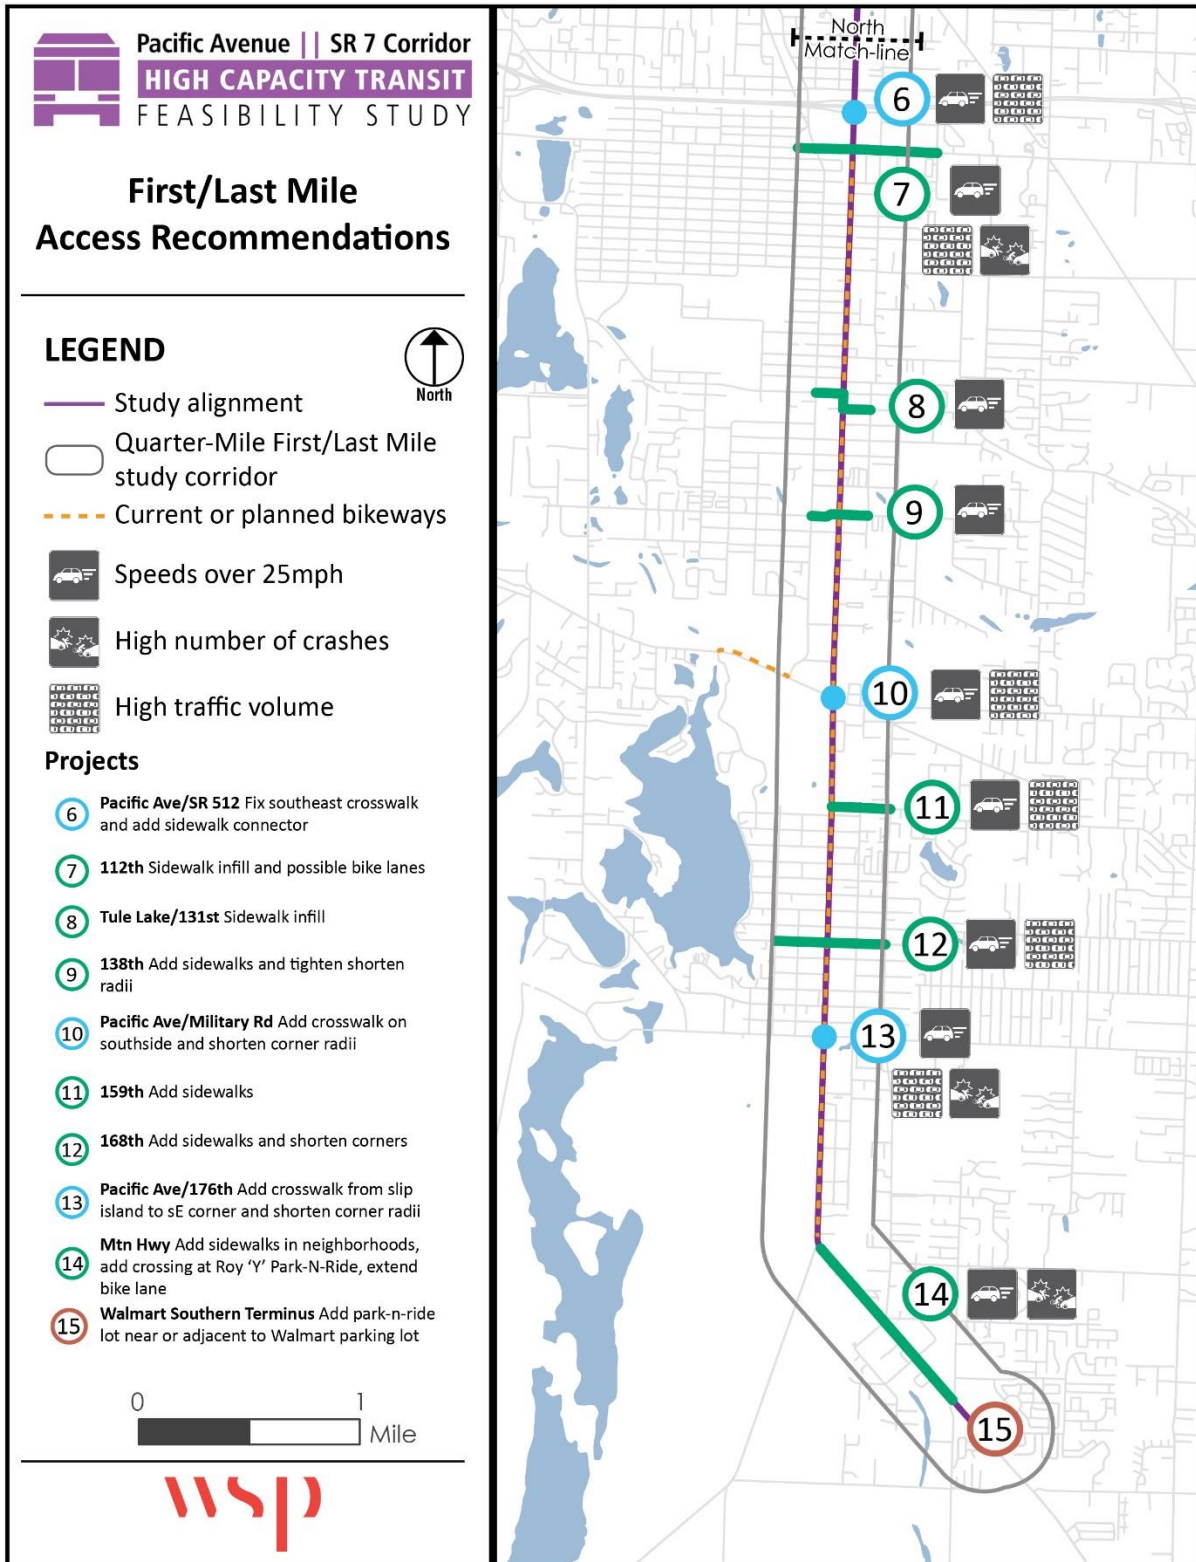 Pacific Avenue || SR 7 Corridor
HIGH CAPACITY TRANSIT
FEASIBILITY STUDY
First/Last Mile
Access Recommendations
LEGEND
North
Study alignment
Quarter-Mile First/Last Mile
study corridor
Current or planned bikeways
Speeds over 25mph
High number of crashes
High traffic volume
Projects
6 Pacific Ave/SR 512 Fix southeast crosswalk
and add sidewalk connector
7 112th Sidewalk infill and possible bike lanes
8 Tule Lake/131st Sidewalk infill
9 138th Add sidewalks and tighten shorten
radii
10 Pacific Ave/Military Rd Add crosswalk on
southside and shorten corner radii
11 159th Add sidewalks
12 168th Add sidewalks and shorten corners
13 Pacific Ave/176th Add crosswalk from slip
island to sE corner and shorten corner radii
14 Mtn Hwy Add sidewalks in neighborhoods,
add crossing at Roy ‘Y’ Park-N-Ride, extend
bike lane
15 Walmart Southern Terminus Add park-n-ride
lot near or adjacent to Walmart parking lot
0 1
Mile
wsp
North
Match-line
6
7
8
9
10
11
12
13
14
15